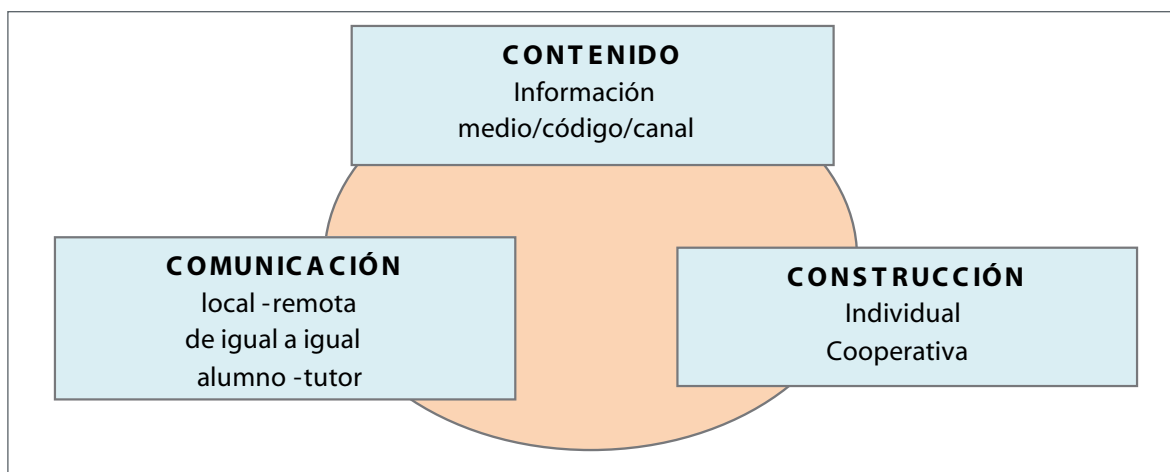 CONTENIDO
Información
medio/código/canal
COMUNICACIÓN
local -remota
de igual a igual
alumno -tutor
CONSTRUCCIÓN
Individual
Cooperativa